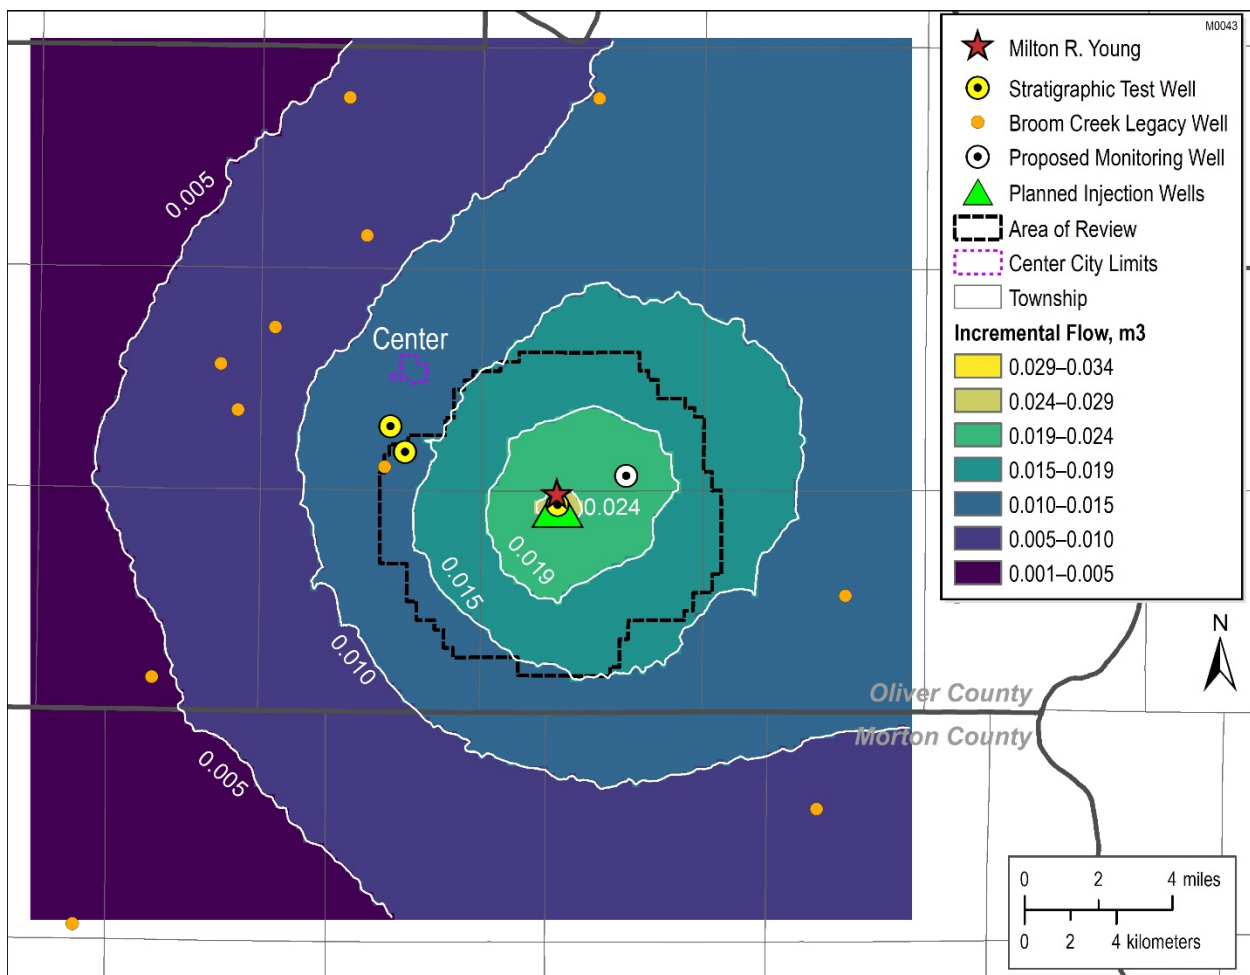 M0043
Milton R. Young
Stratigraphic Test Well
Broom Creek Legacy Well
Proposed Monitoring Well
Planned Injection Wells
Area of Review
Center City Limits
Township
Incremental Flow, m3
0.029–0.034
0.024–0.029
0.019–0.024
0.015–0.019
0.010–0.015
0.005–0.010
0.001–0.005
0.005
Center
0.024
0.019
0.015
0.010
N
Oliver County
Morton County
0.005
0 2 4 miles
0 2 4 kilometers